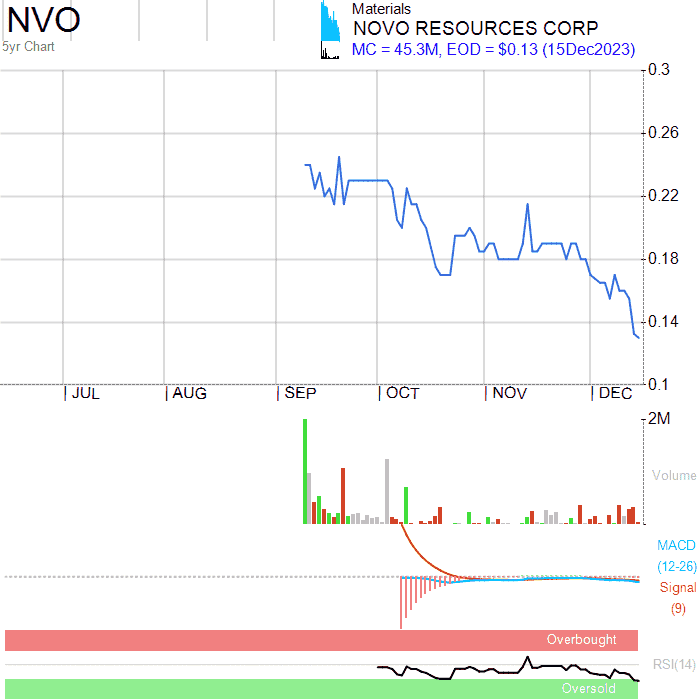 NVO
5yr Chart
Materials
NOVO RESOURCES CORP
MC = 45.3M, EOD = $0.13 (15Dec2023)
0.3
0.26
0.22
0.18
0.14
0.1
JUL AUG SEP OCT NOV DEC
2M
Volume
MACD
(12-26)
Signal
(9)
Overbought
RSI(14)
Oversold